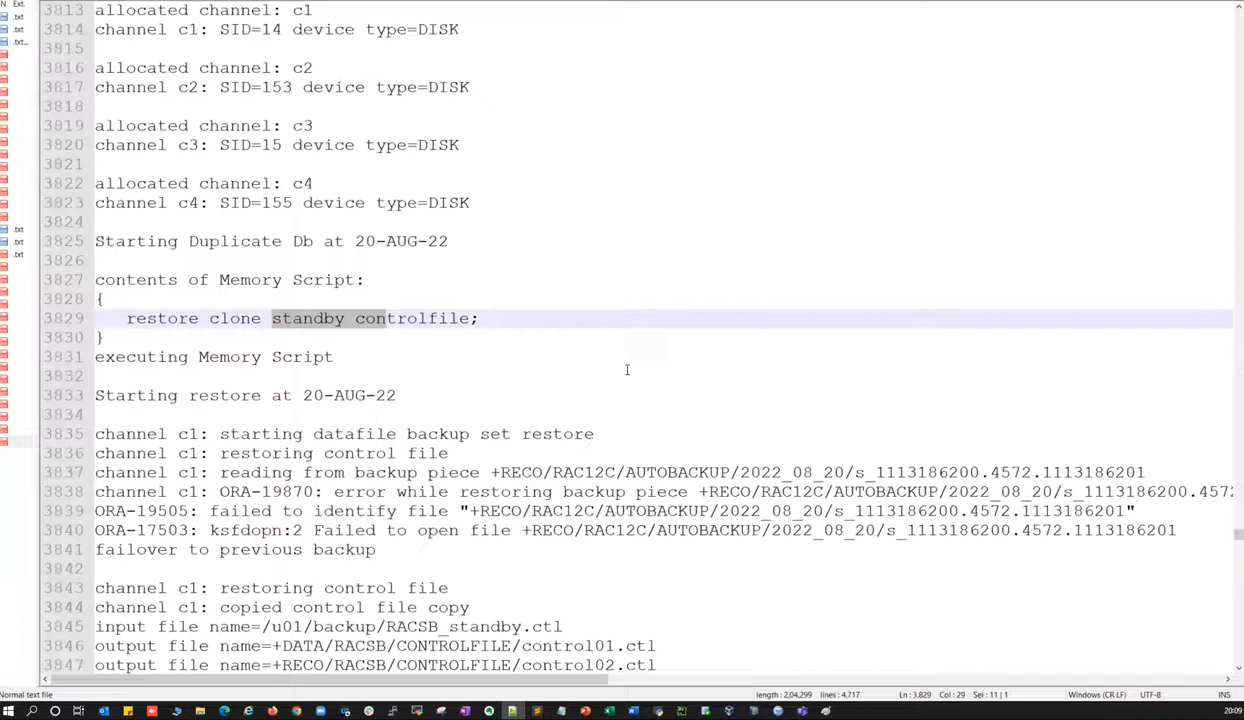 N Ext.
.txt
.txt
.txt...
.txt
.txt
.txt
3813 allocated channel: c1
3814 channel c1: SID=14 device type=DISK
3815
3816 allocated channel: c2
3817 channel c2: SID=153 device type=DISK
3818
3819 allocated channel: c3
3820 channel c3: SID=15 device type=DISK
3821
3822 allocated channel: c4
3823 channel c4: SID=155 device type=DISK
3824
3825 Starting Duplicate Db at 20-AUG-22
3826
3827 contents of Memory Script:
3828 {
3829 restore clone standby controlfile;
3830 }
3831 executing Memory Script
3832
3833 Starting restore at 20-AUG-22
3834
3835 channel c1: starting datafile backup set restore
3836 channel c1: restoring control file
3837 channel c1: reading from backup piece +RECO/RAC12C/AUTOBACKUP/2022_08_20/s_1113186200.4572.1113186201
3838 channel c1: ORA-19870: error while restoring backup piece +RECO/RAC12C/AUTOBACKUP/2022_08_20/s_1113186200.4572
3839 ORA-19505: failed to identify file "+RECO/RAC12C/AUTOBACKUP/2022_08_20/s_1113186200.4572.1113186201"
3840 ORA-17503: ksfdopn:2 Failed to open file +RECO/RAC12C/AUTOBACKUP/2022_08_20/s_1113186200.4572.1113186201
3841 failover to previous backup
3842
3843 channel c1: restoring control file
3844 channel c1: copied control file copy
3845 input file name=/u01/backup/RACSB_standby.ctl
3846 output file name=+DATA/RACSB/CONTROLFILE/control01.ctl
3847 output file name=+RECO/RACSB/CONTROLFILE/control02.ctl
Normal text file length : 2,04,299 lines : 4,717 Ln : 3,829 Col : 29 Sel : 11 | 1 Windows (CR LF) UTF-8 INS
20:09